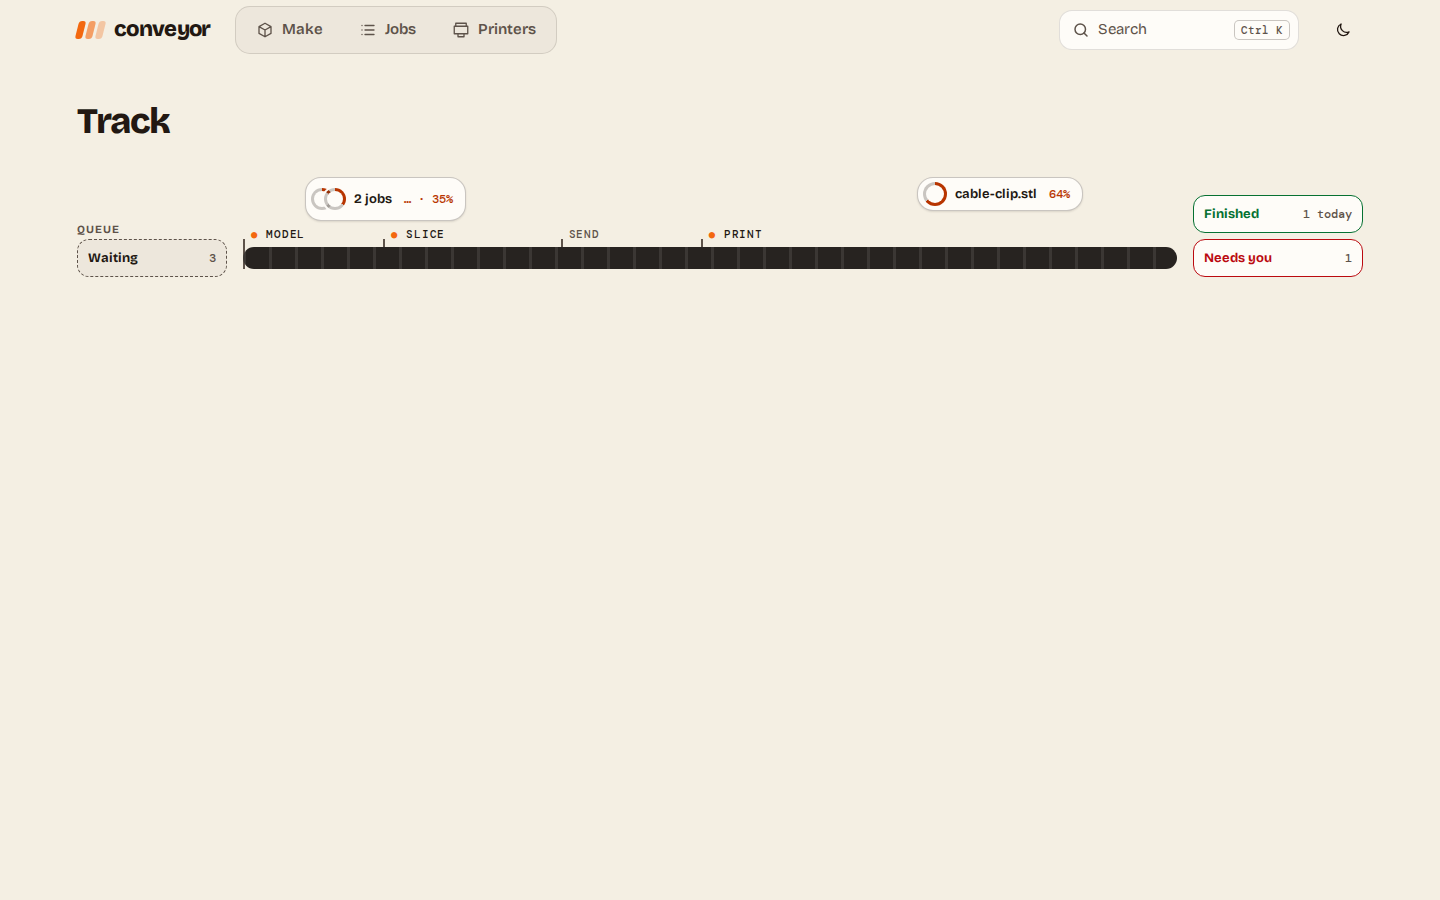 conveyor
Make
Jobs
Printers
Search
Ctrl K
Track
2 jobs … · 35%
cable-clip.stl 64%
Finished 1 today
QUEUE
MODEL
SLICE
SEND
PRINT
Waiting 3
Needs you 1